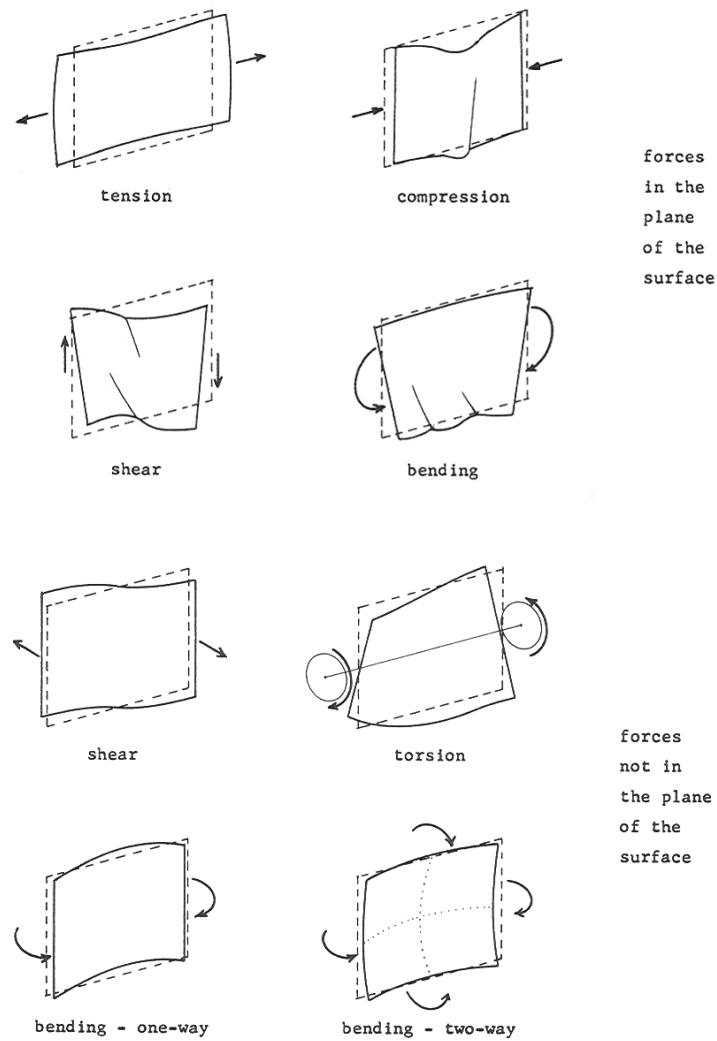 tension
compression
forces
in the
plane
of the
surface
shear
bending
shear
torsion
forces
not in
the plane
of the
surface
bending - one-way
bending - two-way